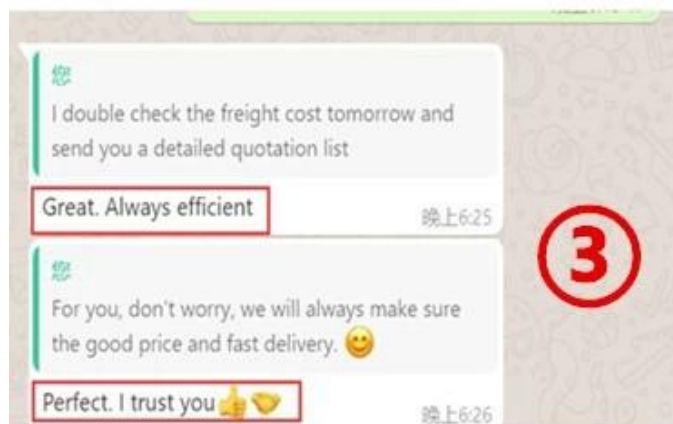 您
I double check the freight cost tomorrow and
send you a detailed quotation list
Great. Always efficient
晚上6:25
您
For you, don't worry, we will always make sure
the good price and fast delivery. 😊
Perfect. I trust you👍🤝
晚上6:26
③